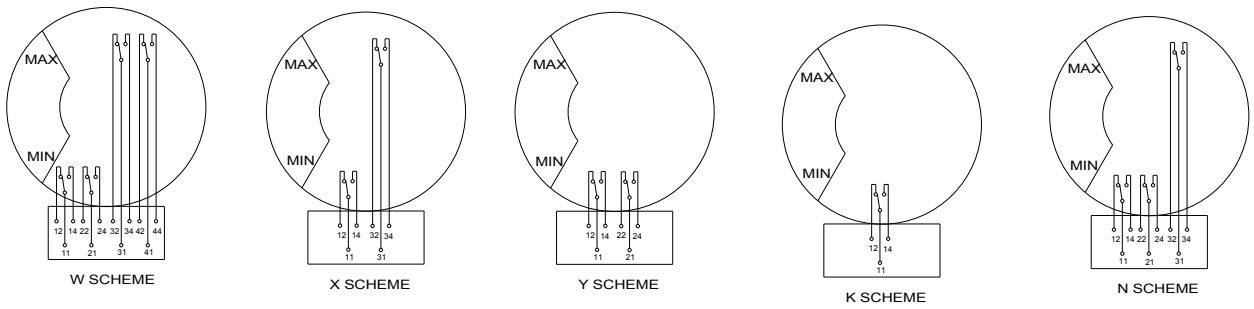 MAX
MIN
12 14 22 24 32 34 42 44
11 21 31 41
W SCHEME
MAX
MIN
12 14 32 34
11 31
X SCHEME
MAX
MIN
12 14 22 24
11 21
Y SCHEME
MAX
MIN
12 14
11
K SCHEME
MAX
MIN
12 14 22 24 32 34
11 21 31
N SCHEME